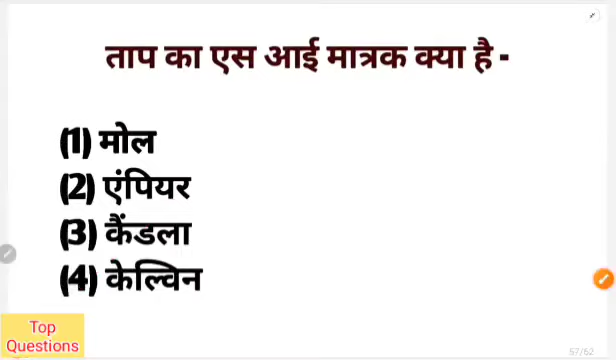 ताप का एस आई मात्रक क्या है -
(1) मोल
(2) एंपियर
(3) कैंडला
(4) केल्विन
Top
Questions
57/62